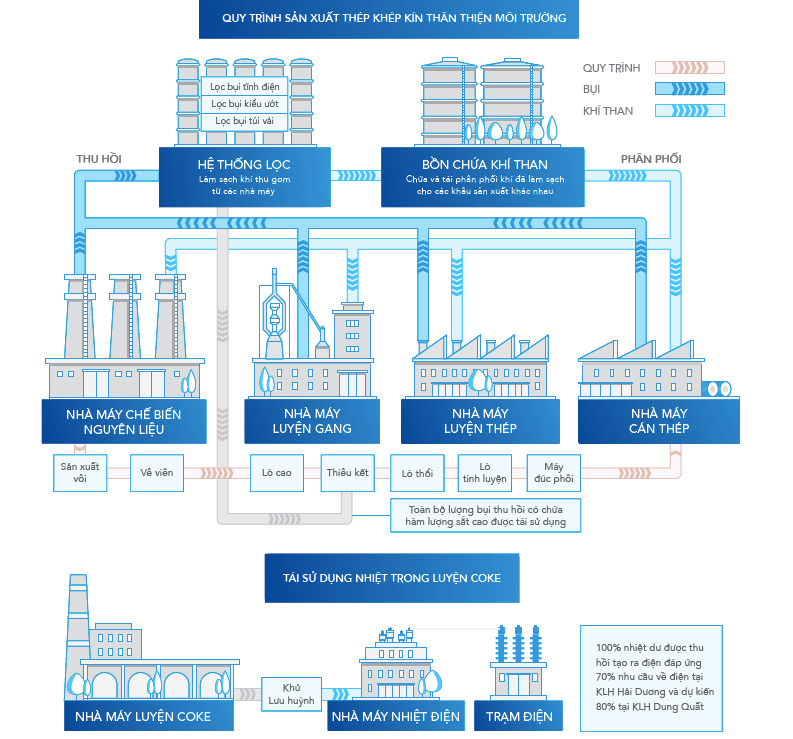 QUY TRÌNH SẢN XUẤT THÉP KHÉP KÍN THÂN THIỆN MÔI TRƯỜNG
QUY TRÌNH
BỤI
KHÍ THAN
Lọc bụi tĩnh điện
Lọc bụi kiểu ướt
Lọc bụi túi vải
THU HỒI
HỆ THỐNG LỌC
Làm sạch khí thu gom
từ các nhà máy
BỒN CHỨA KHÍ THAN
Chứa và tái phân phối khí đã làm sạch
cho các khâu sản xuất khác nhau
PHÂN PHỐI
NHÀ MÁY CHẾ BIẾN
NGUYÊN LIỆU
NHÀ MÁY
LUYỆN GANG
NHÀ MÁY
LUYỆN THÉP
NHÀ MÁY
CÁN THÉP
Sản xuất
vôi
Vê viên
Lò cao
Thiêu kết
Lò thổi
Lò
tinh luyện
Máy
đúc phôi
Toàn bộ lượng bụi thu hồi có chứa
hàm lượng sắt cao được tái sử dụng
TÁI SỬ DỤNG NHIỆT TRONG LUYỆN COKE
Khử
Lưu huỳnh
NHÀ MÁY LUYỆN COKE
NHÀ MÁY NHIỆT ĐIỆN
TRẠM ĐIỆN
100% nhiệt dư được thu
hồi tạo ra điện đáp ứng
70% nhu cầu về điện tại
KLH Hải Dương và dự kiến
80% tại KLH Dung Quất